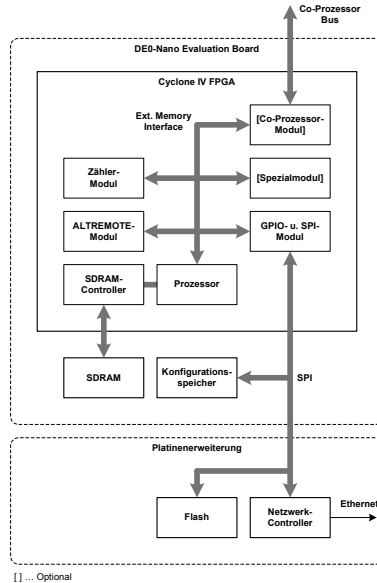 Co-Prozessor
Bus
DE0-Nano Evaluation Board
Cyclone IV FPGA
Ext. Memory
Interface
[Co-Prozessor-
Modul]
Zähler-
Modul
[Spezialmodul]
ALTREMOTE-
Modul
GPIO- u. SPI-
Modul
SDRAM-
Controller
Prozessor
SDRAM
Konfigurations-
speicher
SPI
Platinenerweiterung
Flash
Netzwerk-
Controller
Ethernet
[ ] ... Optional